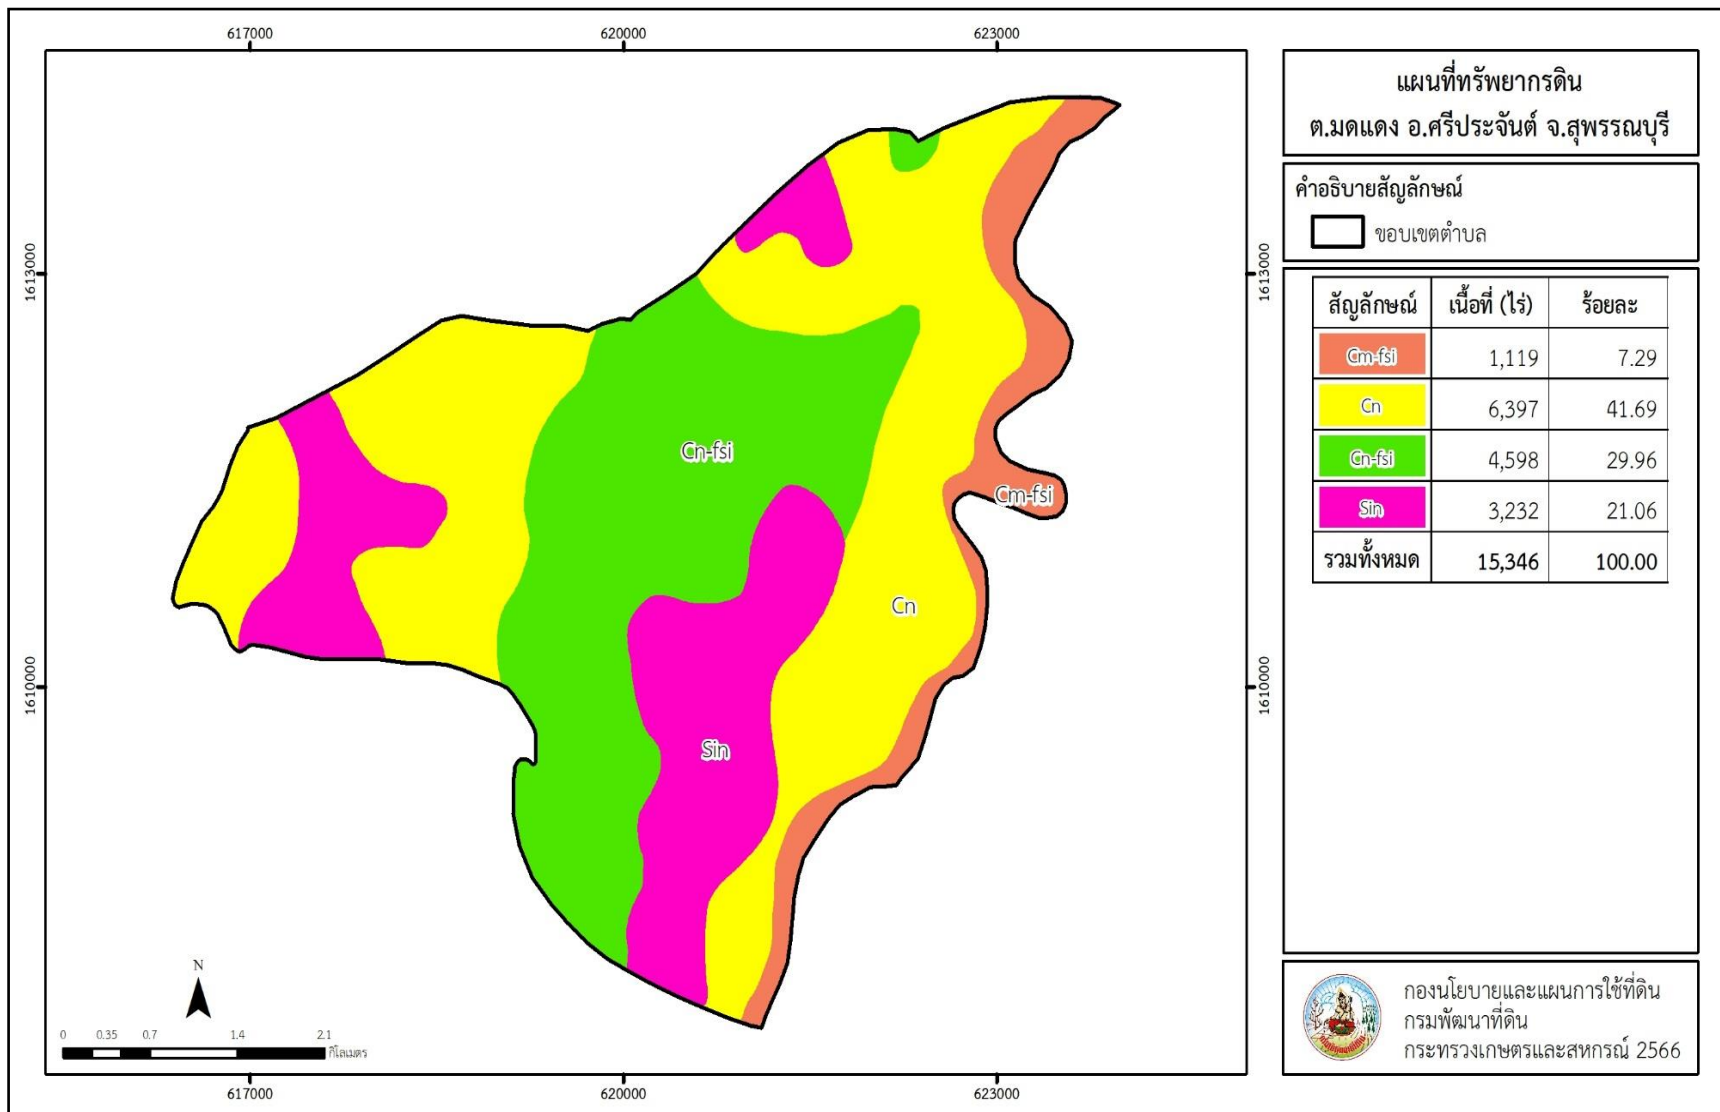 617000
620000
623000
1613000
1613000
1610000
1610000
Cn-fsi
Cm-fsi
Cn
Sin
N
0 0.35 0.7 1.4 2.1
กิโลเมตร
617000
620000
623000
แผนที่ทรัพยากรดิน
ต.มดแดง อ.ศรีประจันต์ จ.สุพรรณบุรี
คำอธิบายสัญลักษณ์
ขอบเขตตำบล
สัญลักษณ์ เนื้อที่ (ไร่) ร้อยละ
Cm-fsi 1,119 7.29
Cn 6,397 41.69
Cn-fsi 4,598 29.96
Sin 3,232 21.06
รวมทั้งหมด 15,346 100.00
กองนโยบายและแผนการใช้ที่ดิน
กรมพัฒนาที่ดิน
กระทรวงเกษตรและสหกรณ์ 2566